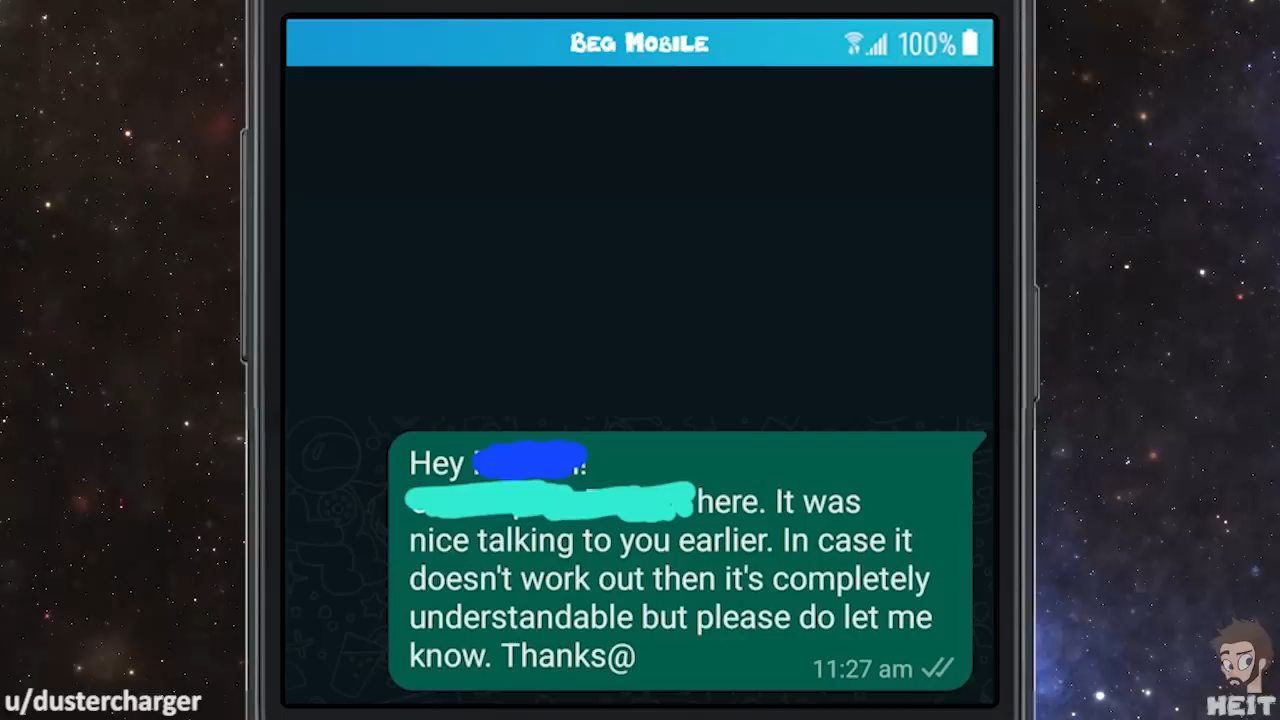 Beg Mobile
100%
Hey
here. It was
nice talking to you earlier. In case it
doesn't work out then it's completely
understandable but please do let me
know. Thanks@
11:27 am
u/dustercharger
HEIT